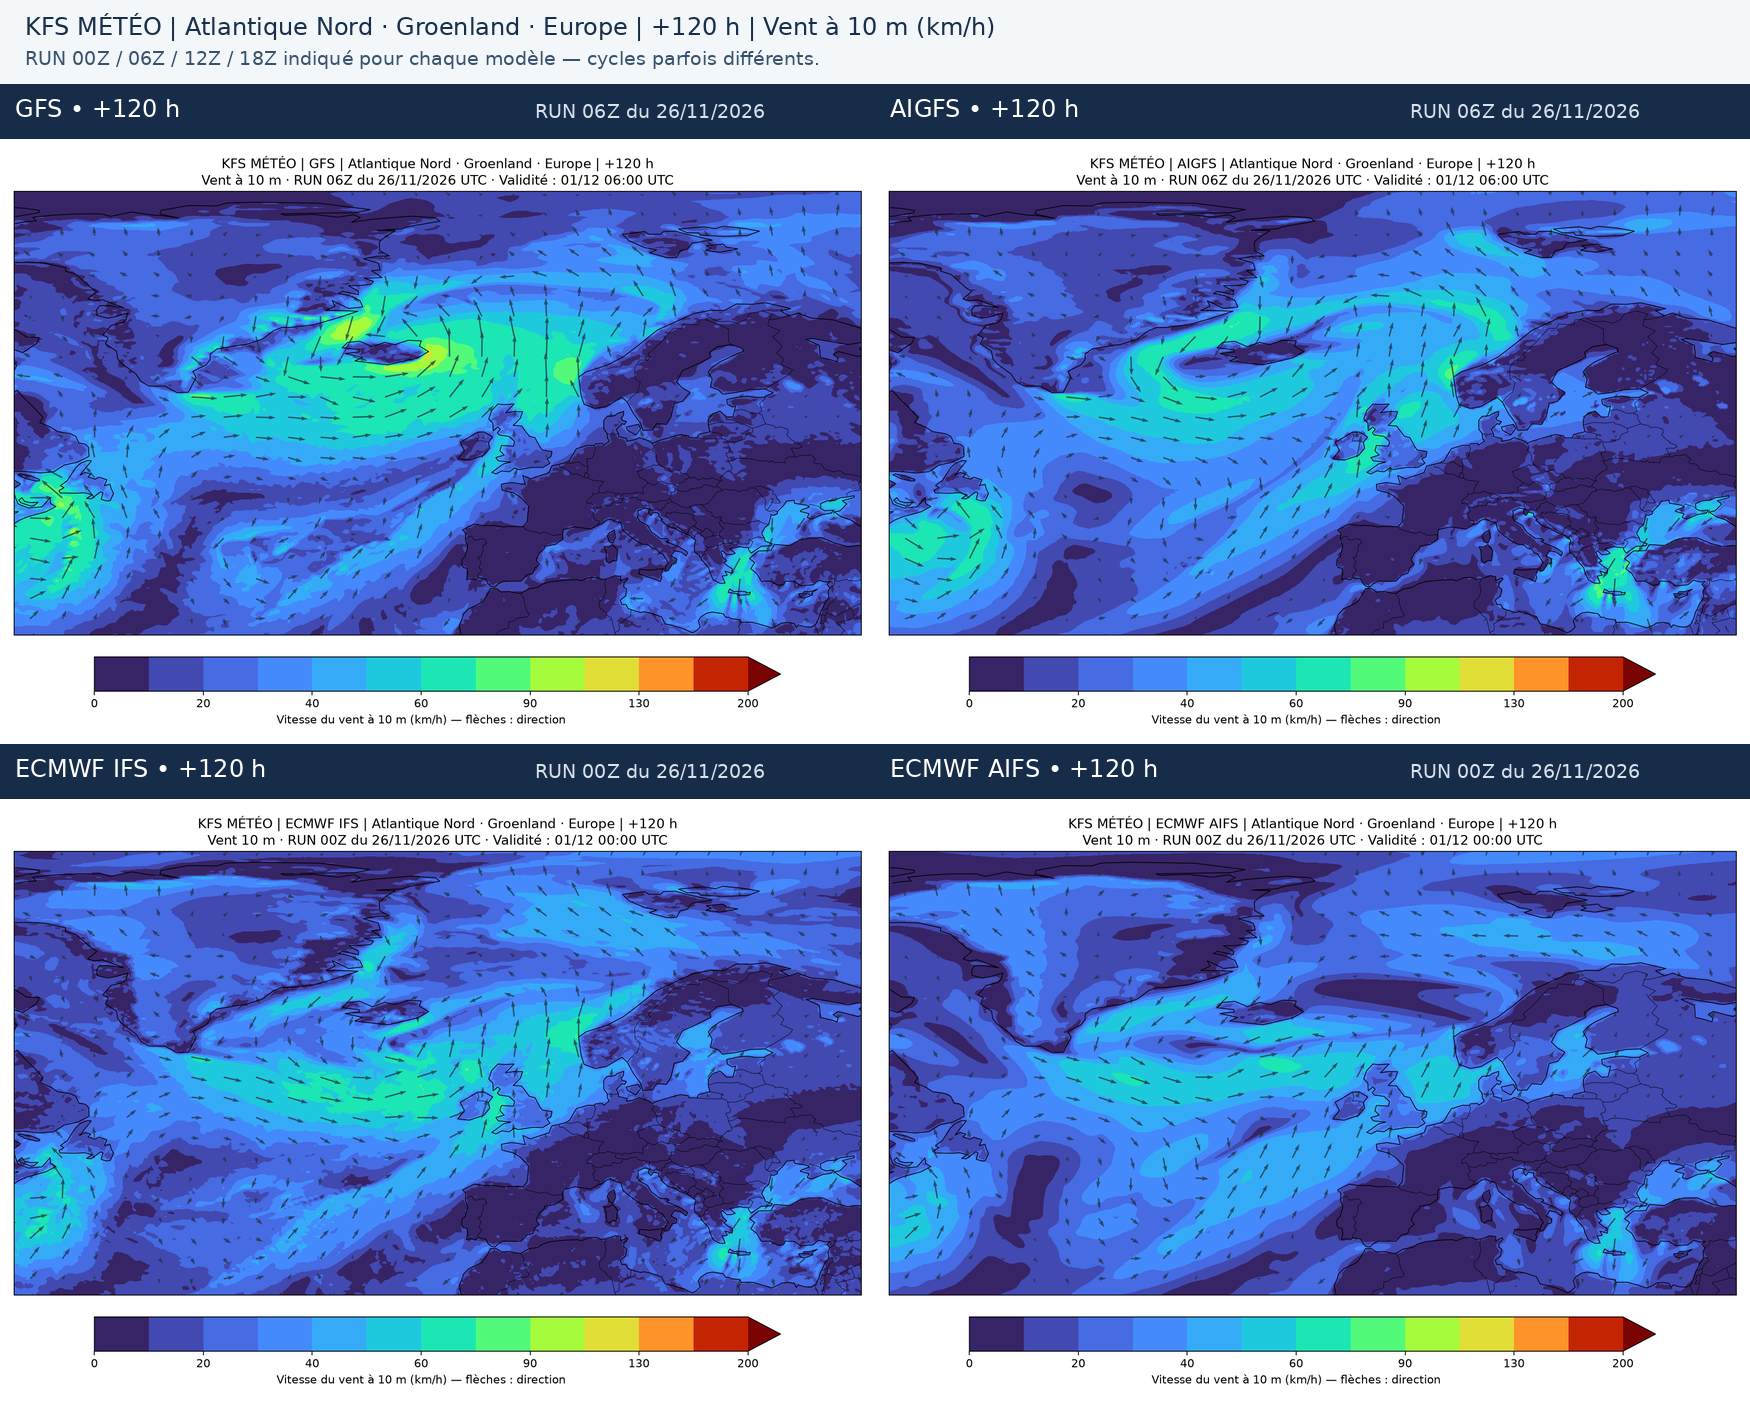 KFS MÉTÉO | Atlantique Nord · Groenland · Europe | +120 h | Vent à 10 m (km/h)
RUN 00Z / 06Z / 12Z / 18Z indiqué pour chaque modèle — cycles parfois différents.
GFS • +120 h
RUN 06Z du 26/11/2026
KFS MÉTÉO | GFS | Atlantique Nord · Groenland · Europe | +120 h
Vent à 10 m · RUN 06Z du 26/11/2026 UTC · Validité : 01/12 06:00 UTC
0 20 40 60 90 130 200
Vitesse du vent à 10 m (km/h) — flèches : direction
AIGFS • +120 h
RUN 06Z du 26/11/2026
KFS MÉTÉO | AIGFS | Atlantique Nord · Groenland · Europe | +120 h
Vent à 10 m · RUN 06Z du 26/11/2026 UTC · Validité : 01/12 06:00 UTC
0 20 40 60 90 130 200
Vitesse du vent à 10 m (km/h) — flèches : direction
ECMWF IFS • +120 h
RUN 00Z du 26/11/2026
KFS MÉTÉO | ECMWF IFS | Atlantique Nord · Groenland · Europe | +120 h
Vent 10 m · RUN 00Z du 26/11/2026 UTC · Validité : 01/12 00:00 UTC
0 20 40 60 90 130 200
Vitesse du vent à 10 m (km/h) — flèches : direction
ECMWF AIFS • +120 h
RUN 00Z du 26/11/2026
KFS MÉTÉO | ECMWF AIFS | Atlantique Nord · Groenland · Europe | +120 h
Vent 10 m · RUN 00Z du 26/11/2026 UTC · Validité : 01/12 00:00 UTC
0 20 40 60 90 130 200
Vitesse du vent à 10 m (km/h) — flèches : direction